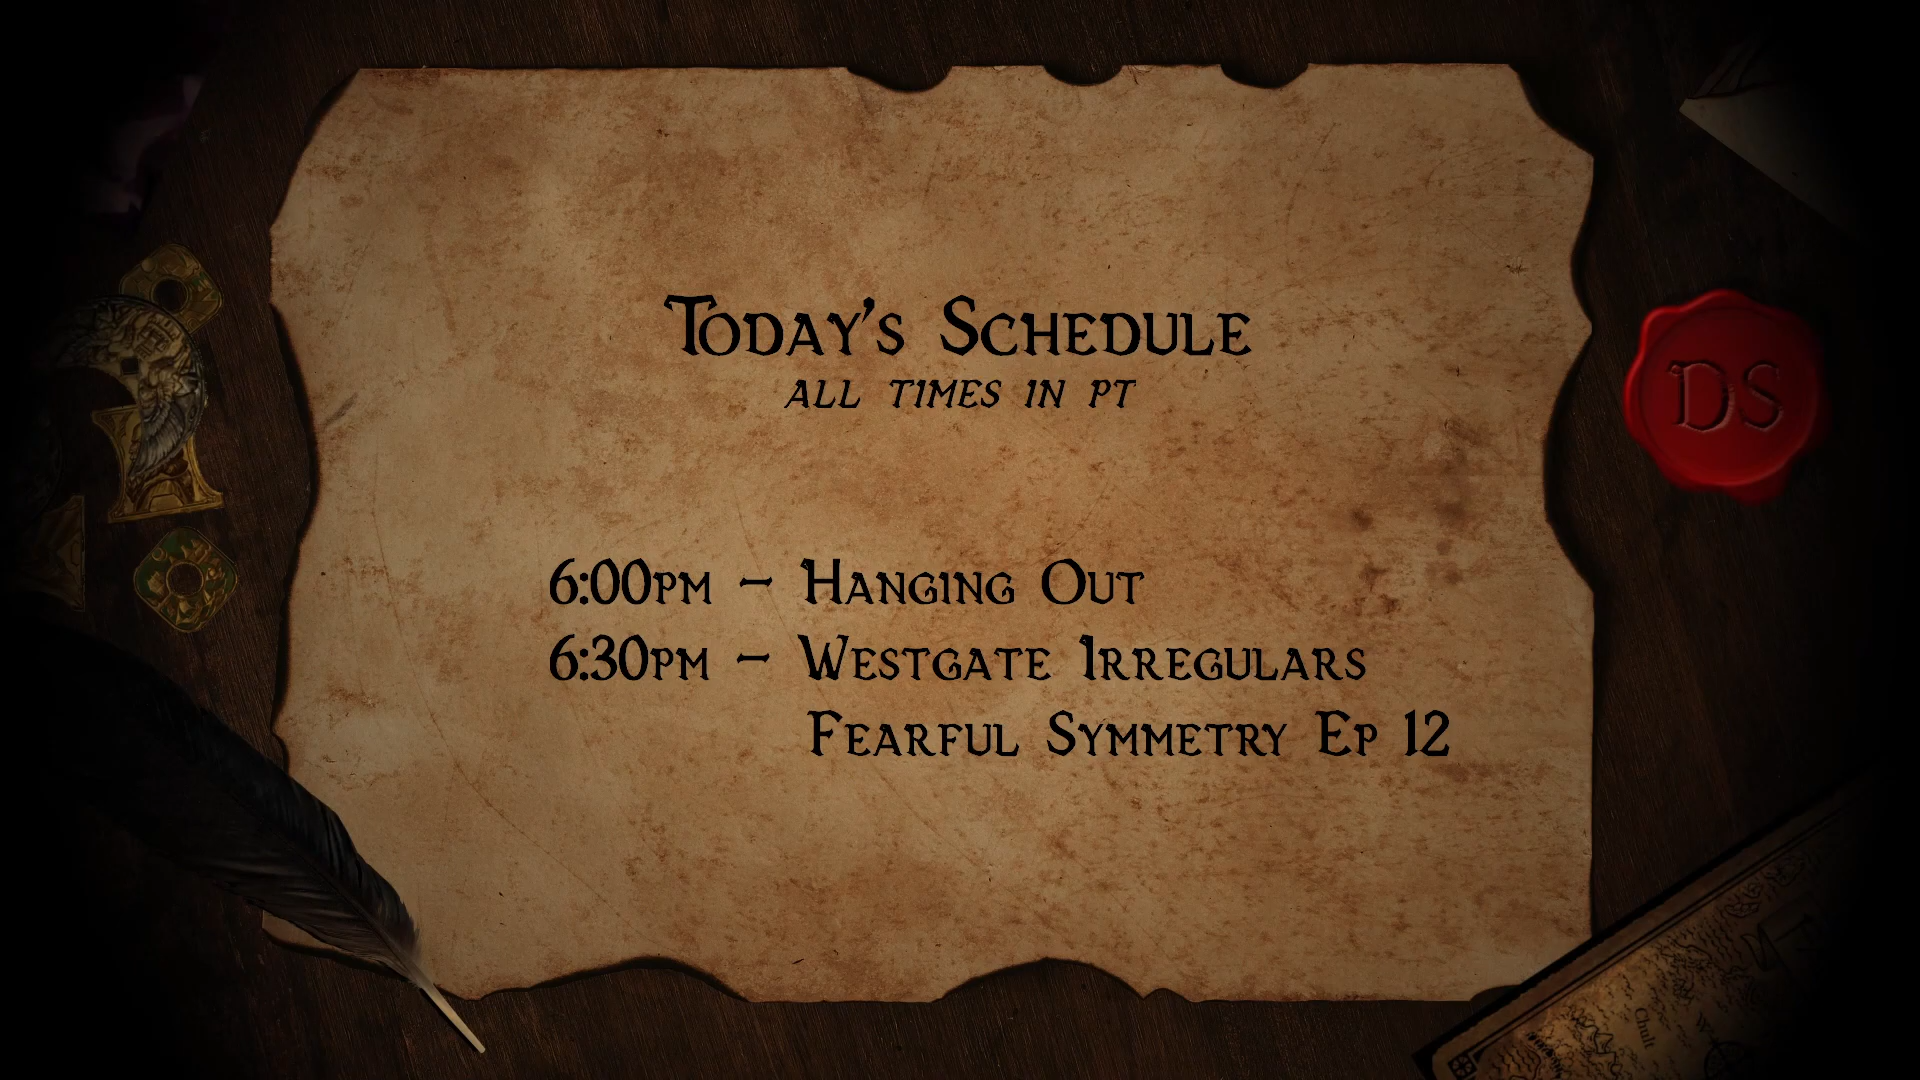 Today's Schedule
all times in pt
6:00pm – Hanging Out
6:30pm – Westgate Irregulars
Fearful Symmetry Ep 12
DS
Chult